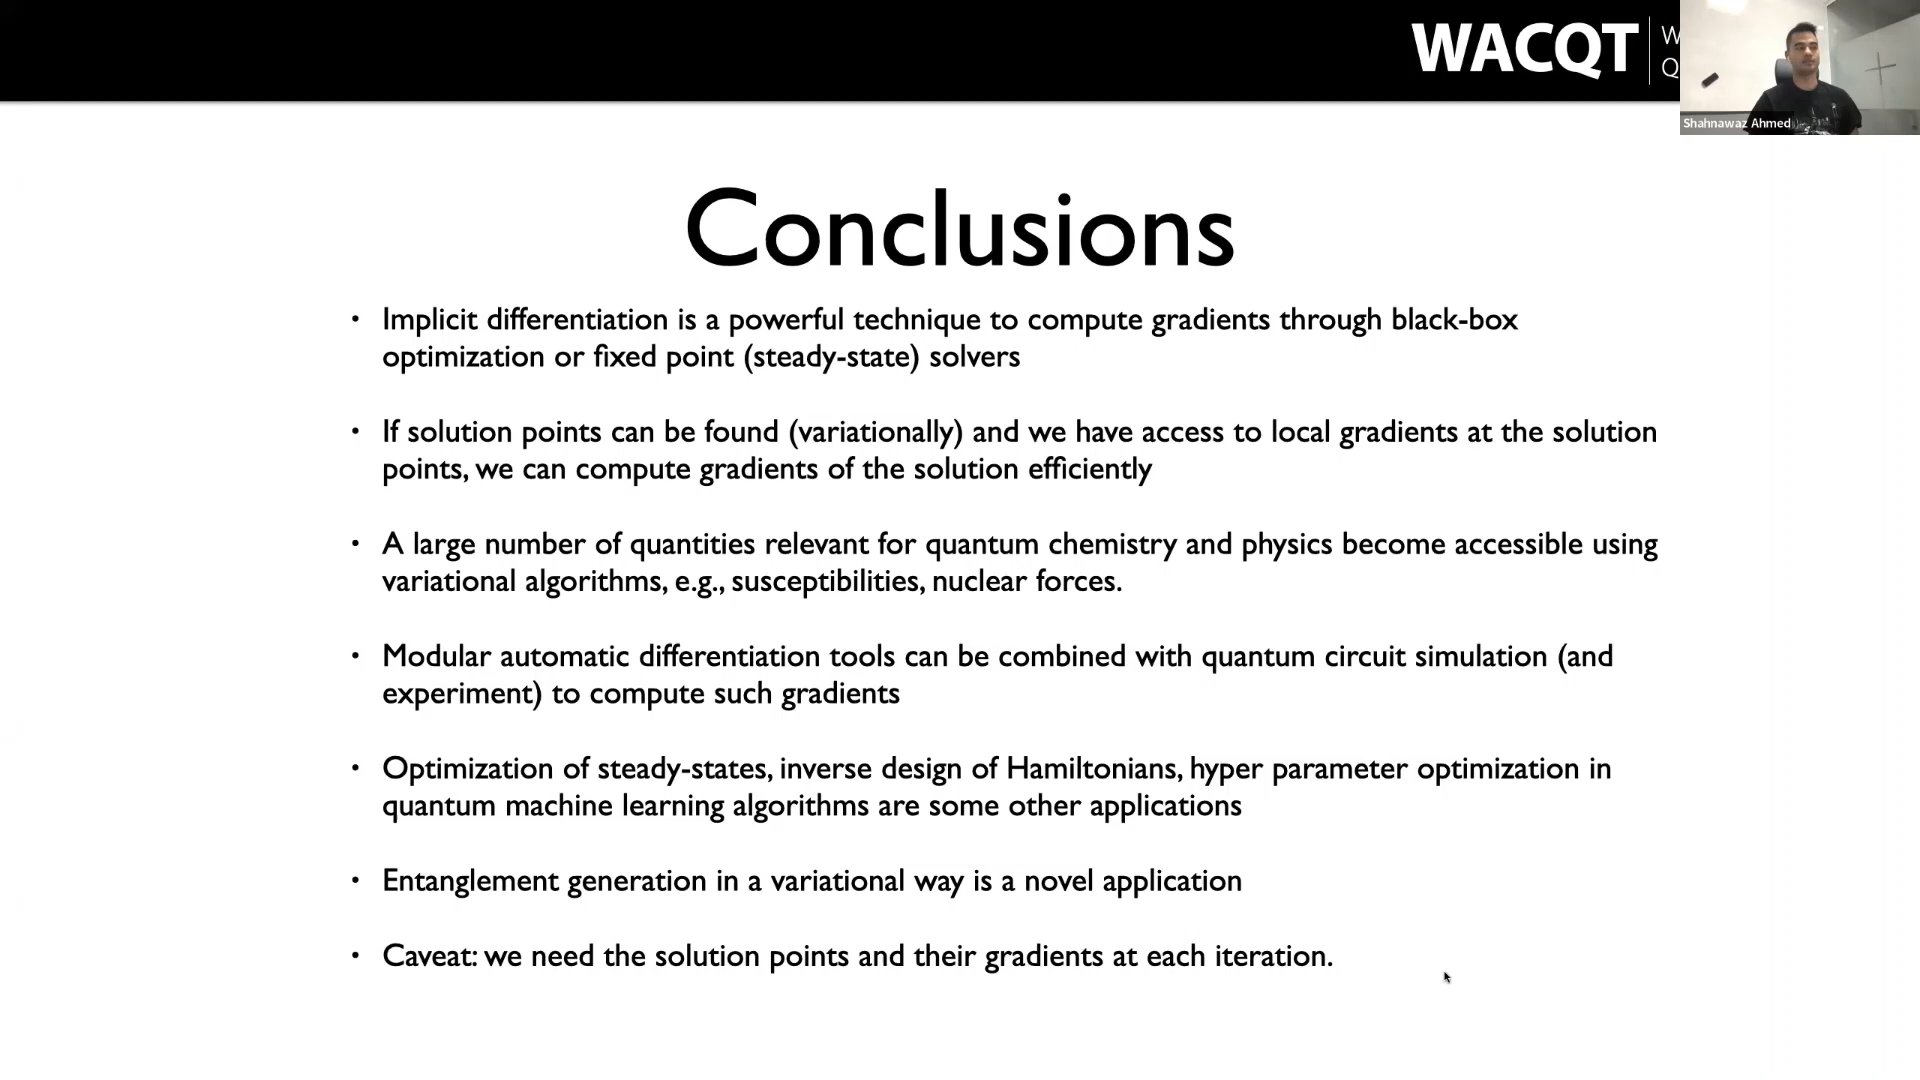 WACQT
W
Q
Shahnawaz Ahmed
Conclusions
• Implicit differentiation is a powerful technique to compute gradients through black-box
optimization or fixed point (steady-state) solvers
• If solution points can be found (variationally) and we have access to local gradients at the solution
points, we can compute gradients of the solution efficiently
• A large number of quantities relevant for quantum chemistry and physics become accessible using
variational algorithms, e.g., susceptibilities, nuclear forces.
• Modular automatic differentiation tools can be combined with quantum circuit simulation (and
experiment) to compute such gradients
• Optimization of steady-states, inverse design of Hamiltonians, hyper parameter optimization in
quantum machine learning algorithms are some other applications
• Entanglement generation in a variational way is a novel application
• Caveat: we need the solution points and their gradients at each iteration.